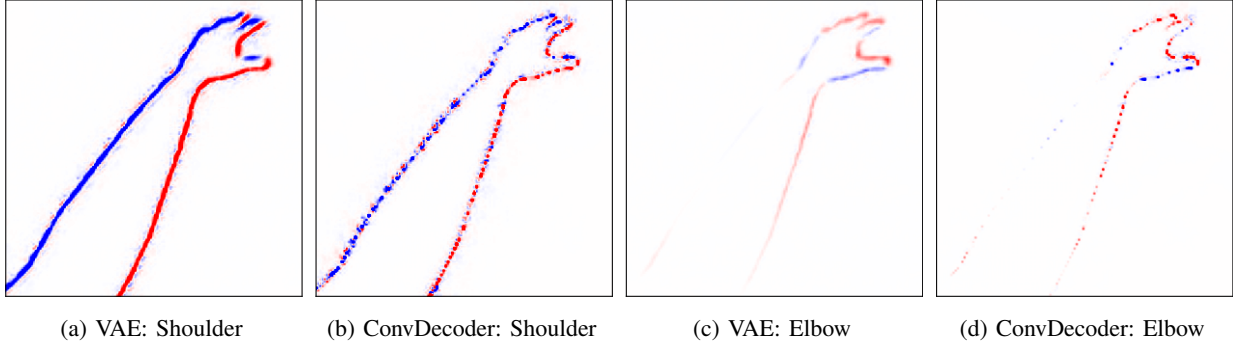 (a) VAE: Shoulder
(b) ConvDecoder: Shoulder
(c) VAE: Elbow
(d) ConvDecoder: Elbow